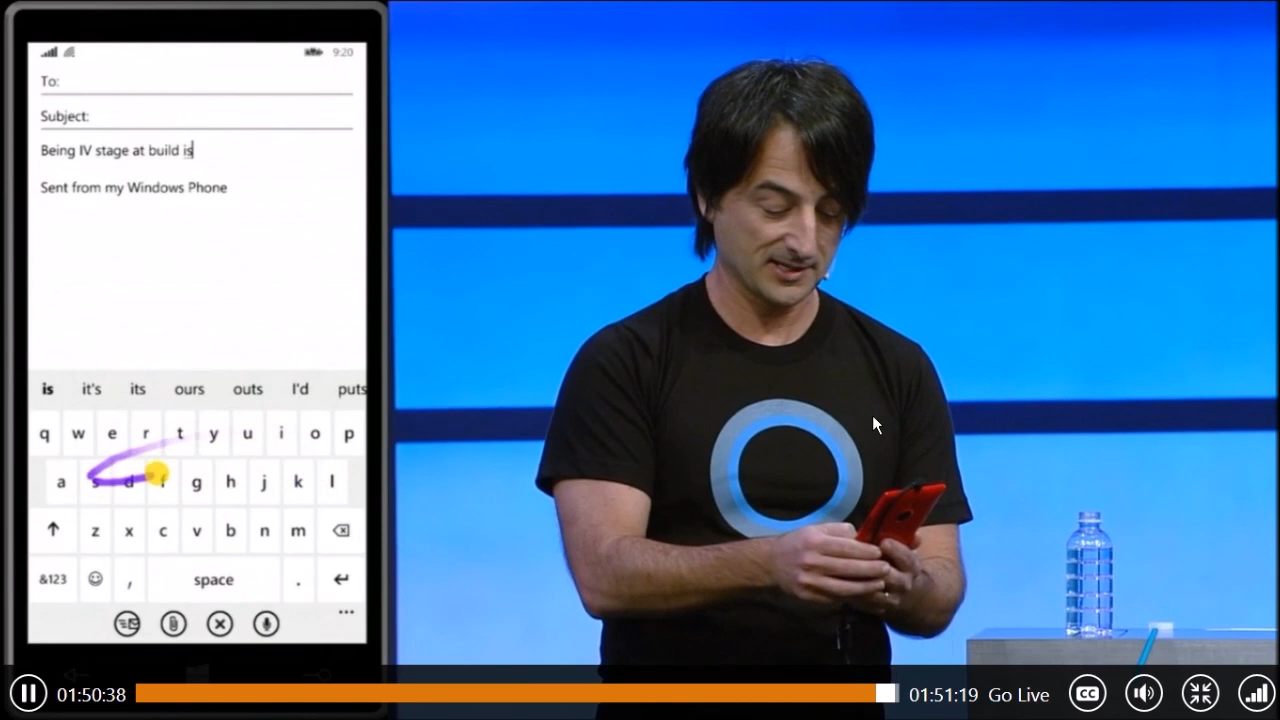 9:20
To:
Subject:
Being IV stage at build is
Sent from my Windows Phone
is it's its ours outs I'd puts
q w e r t y u i o p
a s d f g h j k l
z x c v b n m
&123 , space .
01:50:38 01:51:19 Go Live CC